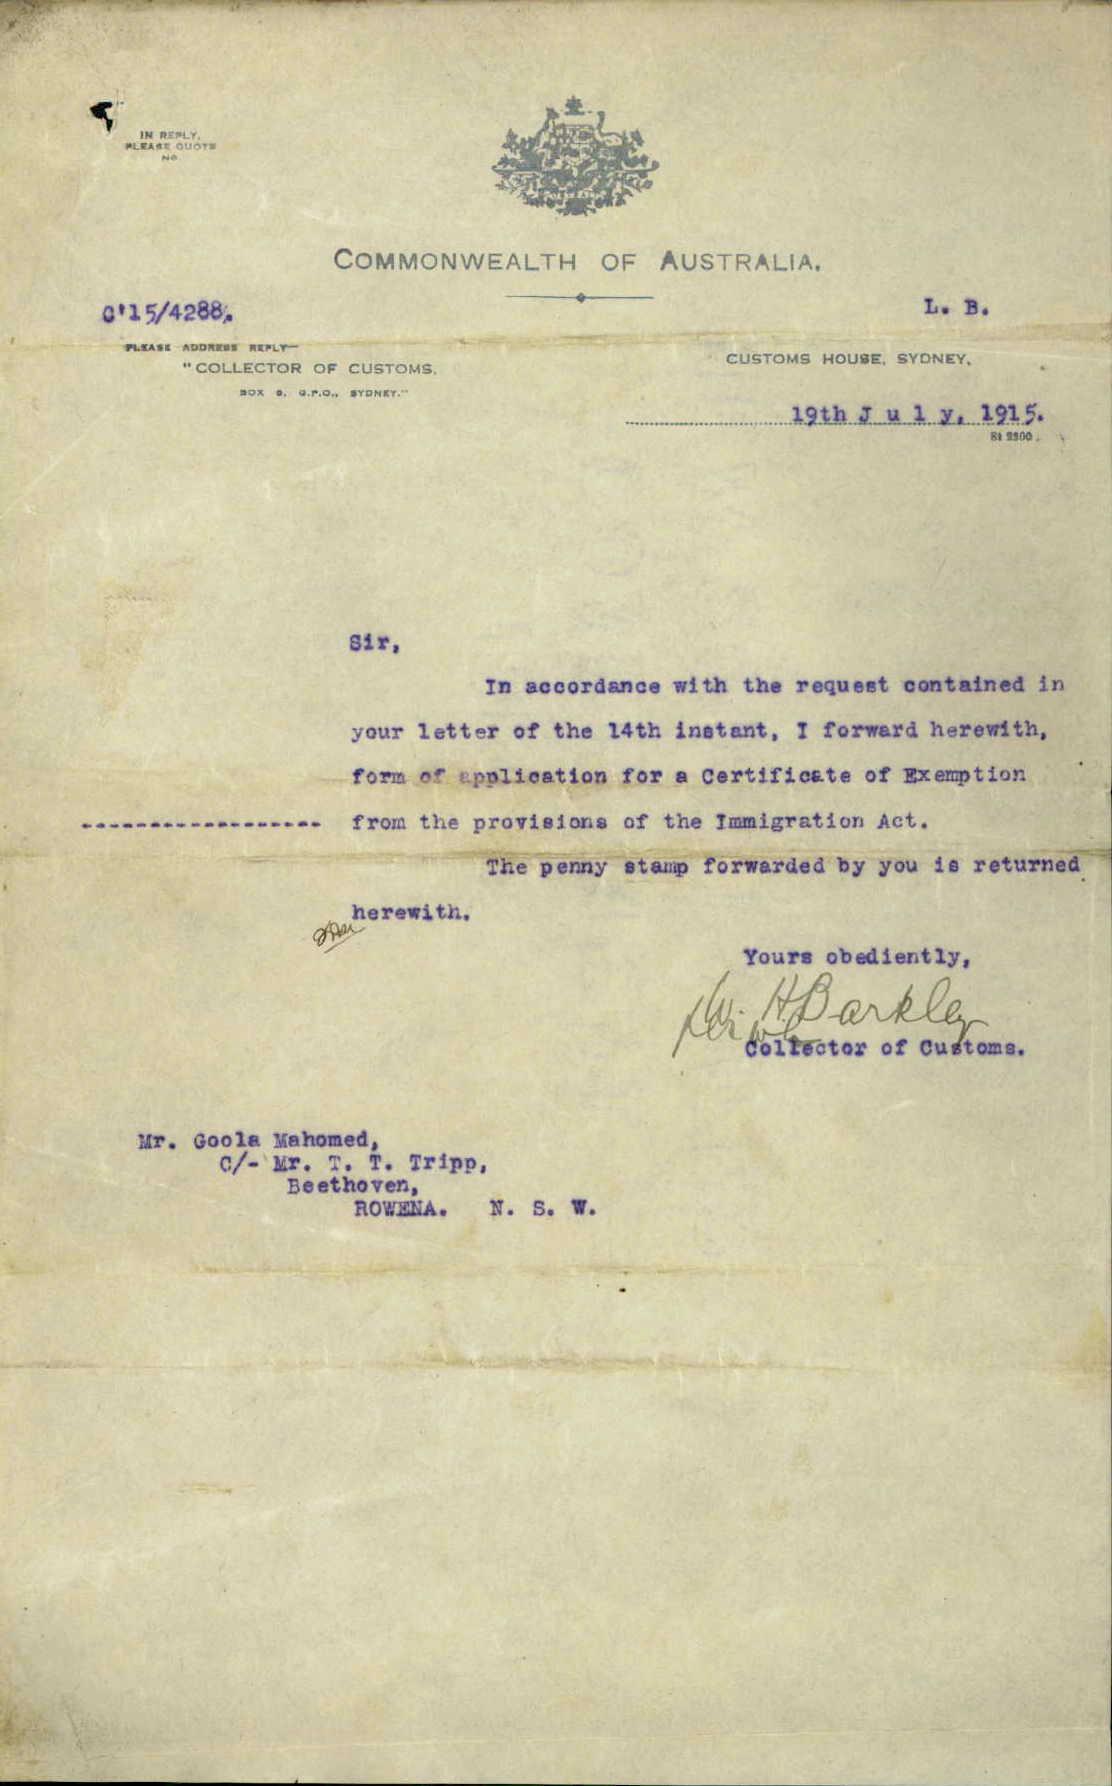 IN REPLY,
PLEASE QUOTE
NO.
COMMONWEALTH OF AUSTRALIA.
C'15/4288.
L. B.
PLEASE ADDRESS REPLY—
"COLLECTOR OF CUSTOMS,
BOX 8, G.P.O., SYDNEY."
CUSTOMS HOUSE, SYDNEY,
19th J u l y, 1915.
St 2300.
Sir,
In accordance with the request contained in
your letter of the 14th instant, I forward herewith,
form of application for a Certificate of Exemption
from the provisions of the Immigration Act.
The penny stamp forwarded by you is returned
herewith.
Yours obediently,
W. H Barkley
Collector of Customs.
Mr. Goola Mahomed,
C/- Mr. T. T. Tripp,
Beethoven,
ROWENA. N. S. W.